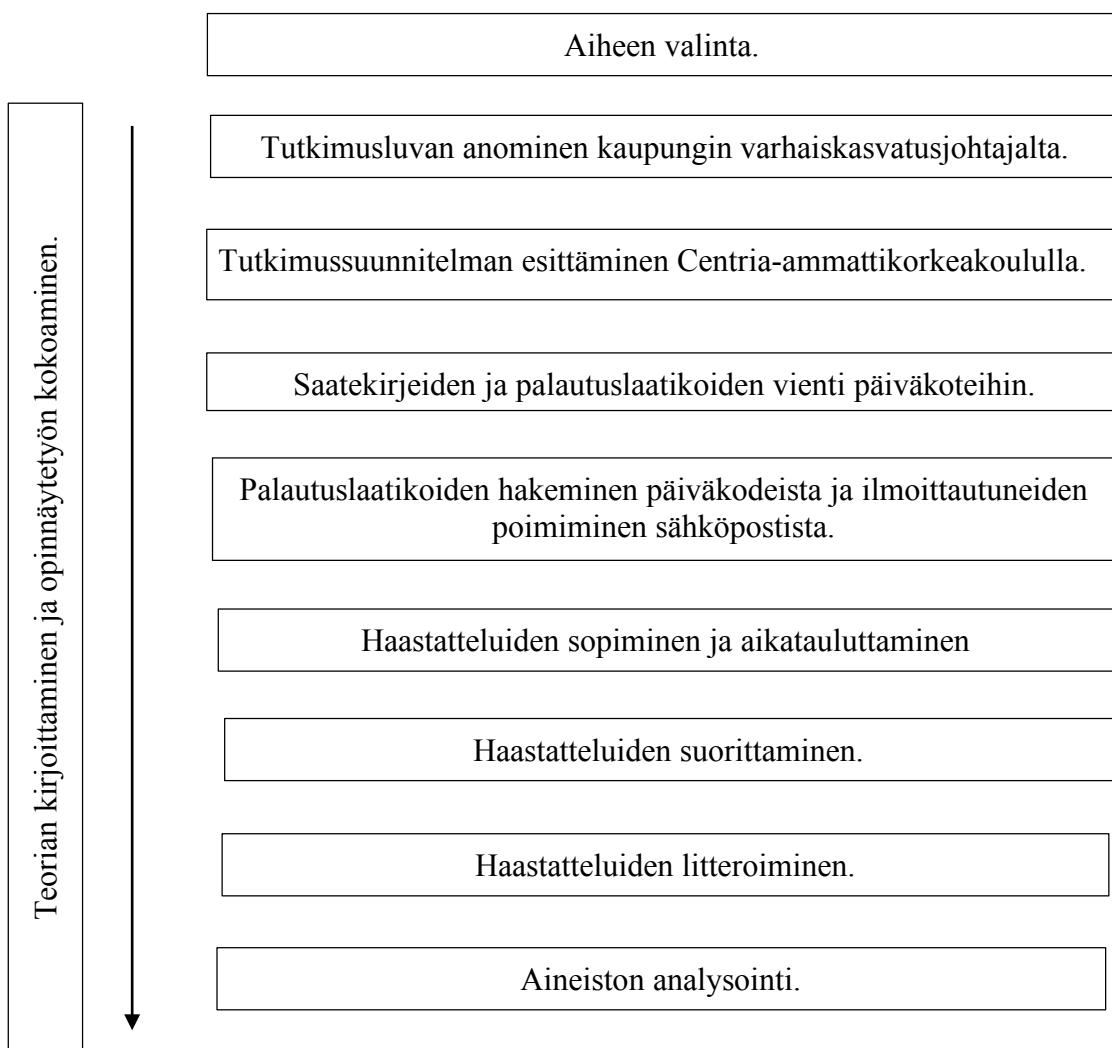 Aiheen valinta.
Teorian kirjoittaminen ja opinnäytetyön kokoaminen.
Tutkimusluvan anominen kaupungin varhaiskasvatusjohtajalta.
Tutkimussuunnitelman esittäminen Centria-ammattikorkeakoululla.
Saatekirjeiden ja palautuslaatikoiden vienti päiväkoteihin.
Palautuslaatikoiden hakeminen päiväkodeista ja ilmoittautuneiden
poimiminen sähköpostista.
Haastatteluiden sopiminen ja aikatauluttaminen
Haastatteluiden suorittaminen.
Haastatteluiden litteroiminen.
Aineiston analysointi.